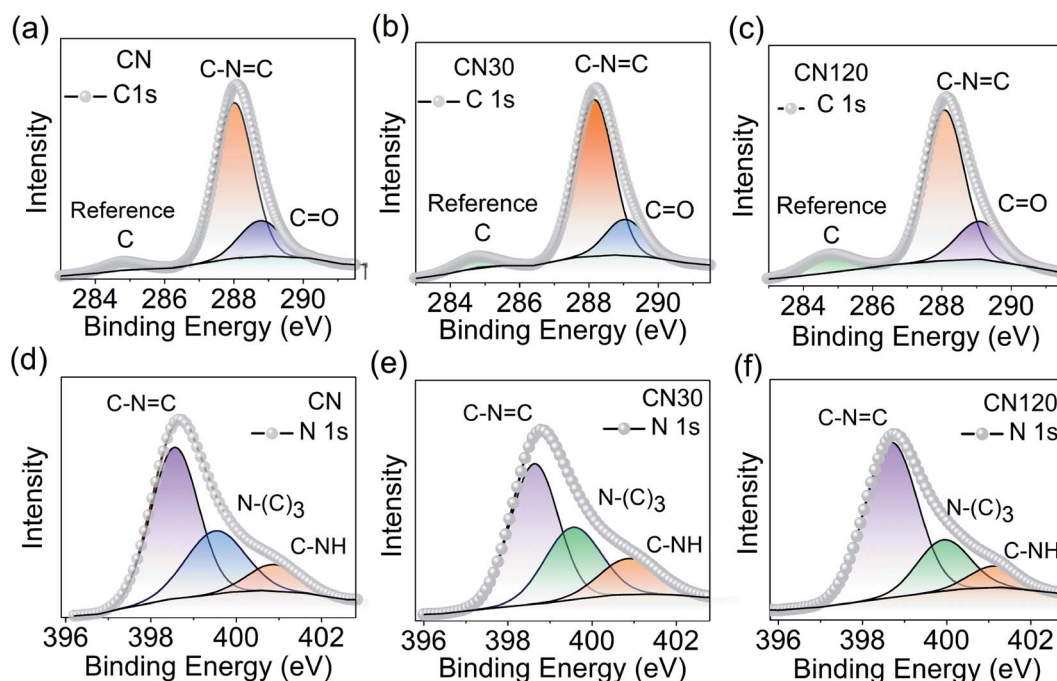 (a)
CN
C1s
C-N=C
Reference
C
C=O
Intensity
284 286 288 290
Binding Energy (eV)
(b)
CN30
C 1s
C-N=C
Reference
C
C=O
Intensity
284 286 288 290
Binding Energy (eV)
(c)
CN120
C 1s
C-N=C
Reference
C
C=O
Intensity
284 286 288 290
Binding Energy (eV)
(d)
CN
N 1s
C-N=C
N-(C)3
C-NH
Intensity
396 398 400 402
Binding Energy (eV)
(e)
CN30
N 1s
C-N=C
N-(C)3
C-NH
Intensity
396 398 400 402
Binding Energy (eV)
(f)
CN120
N 1s
C-N=C
N-(C)3
C-NH
Intensity
396 398 400 402
Binding Energy (eV)